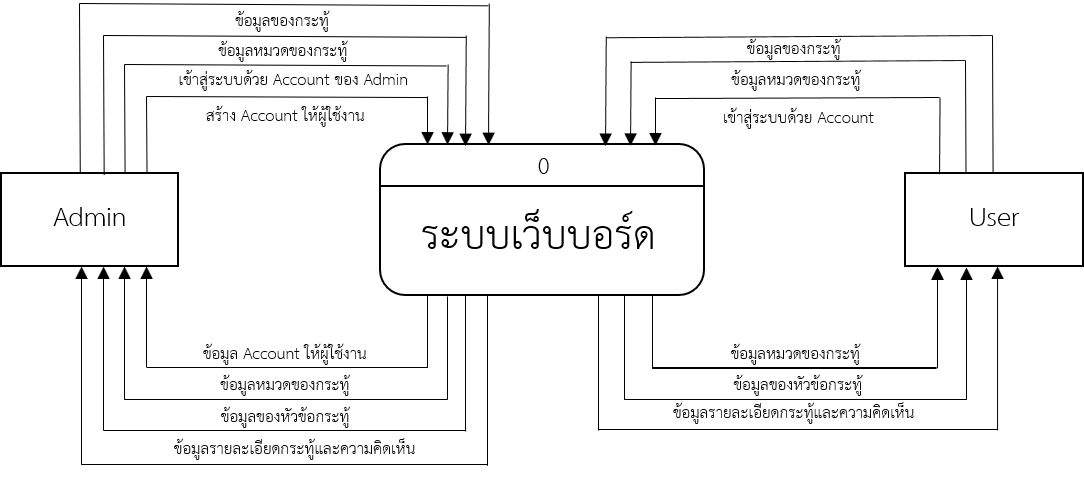 ข้อมูลของกระทู้
ข้อมูลหมวดของกระทู้
เข้าสู่ระบบด้วย Account ของ Admin
สร้าง Account ให้ผู้ใช้งาน
ข้อมูลของกระทู้
ข้อมูลหมวดของกระทู้
เข้าสู่ระบบด้วย Account
Admin
0
ระบบเว็บบอร์ด
User
ข้อมูล Account ให้ผู้ใช้งาน
ข้อมูลหมวดของกระทู้
ข้อมูลของหัวข้อกระทู้
ข้อมูลรายละเอียดกระทู้และความคิดเห็น
ข้อมูลหมวดของกระทู้
ข้อมูลของหัวข้อกระทู้
ข้อมูลรายละเอียดกระทู้และความคิดเห็น